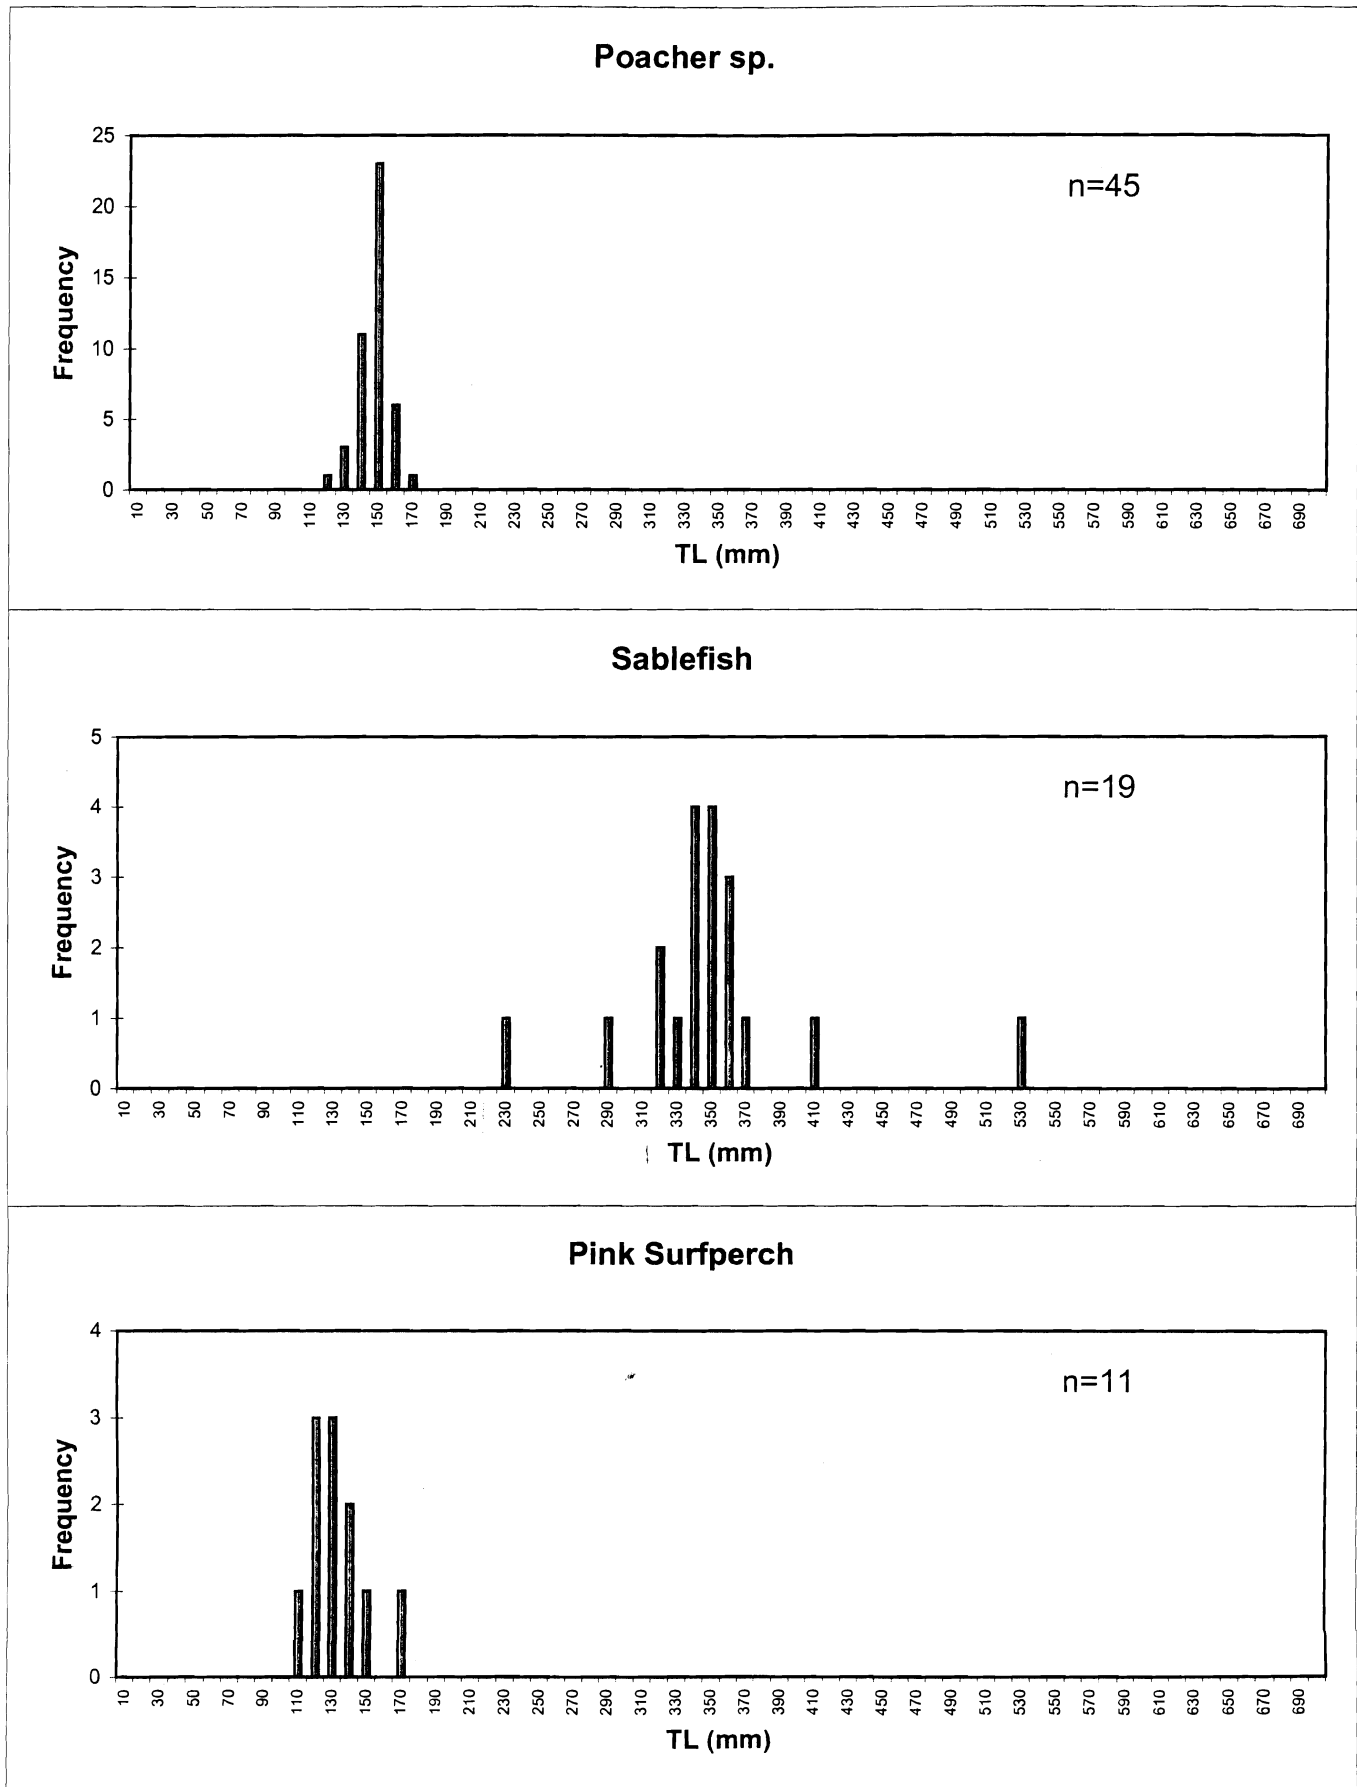 Poacher sp.
n=45
Frequency
25
20
15
10
5
0
10 30 50 70 90 110 130 150 170 190 210 230 250 270 290 310 330 350 370 390 410 430 450 470 490 510 530 550 570 590 610 630 650 670 690
TL (mm)
Sablefish
n=19
Frequency
5
4
3
2
1
0
10 30 50 70 90 110 130 150 170 190 210 230 250 270 290 310 330 350 370 390 410 430 450 470 490 510 530 550 570 590 610 630 650 670 690
TL (mm)
Pink Surfperch
n=11
Frequency
4
3
2
1
0
10 30 50 70 90 110 130 150 170 190 210 230 250 270 290 310 330 350 370 390 410 430 450 470 490 510 530 550 570 590 610 630 650 670 690
TL (mm)